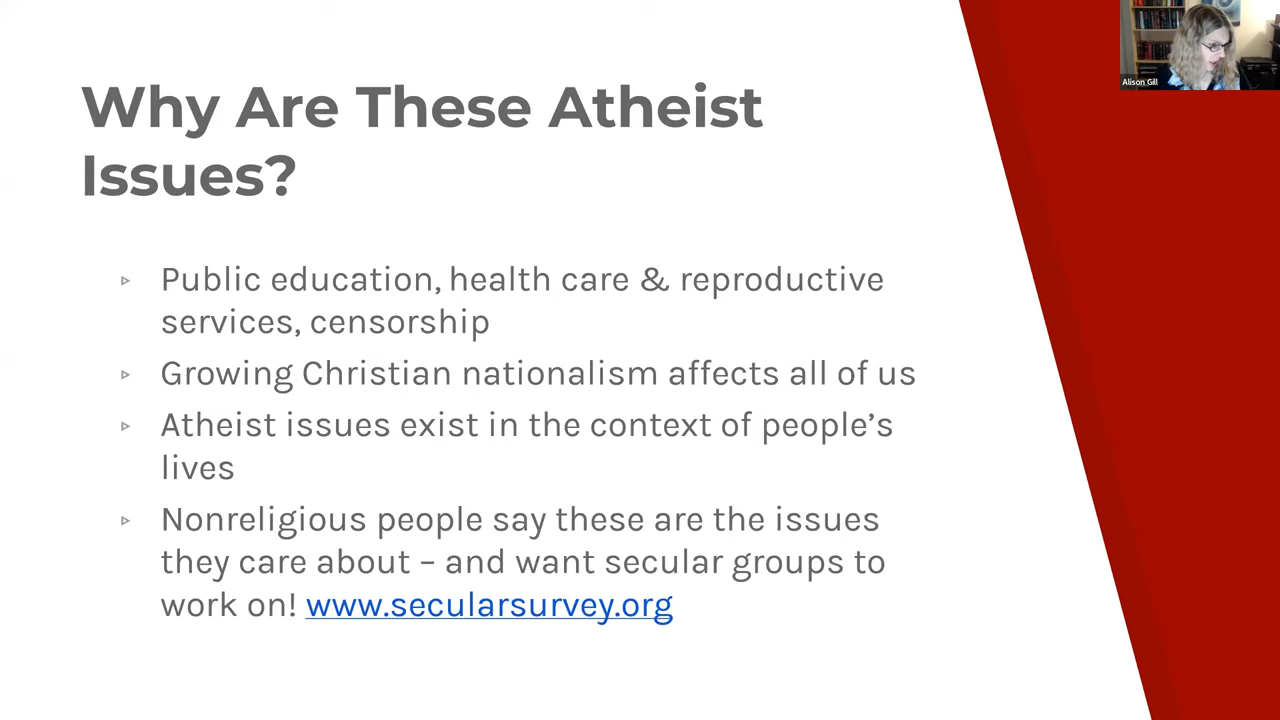 Alison Gill
Why Are These Atheist
Issues?
▹ Public education, health care & reproductive
services, censorship
▹ Growing Christian nationalism affects all of us
▹ Atheist issues exist in the context of people’s
lives
▹ Nonreligious people say these are the issues
they care about – and want secular groups to
work on! www.secularsurvey.org